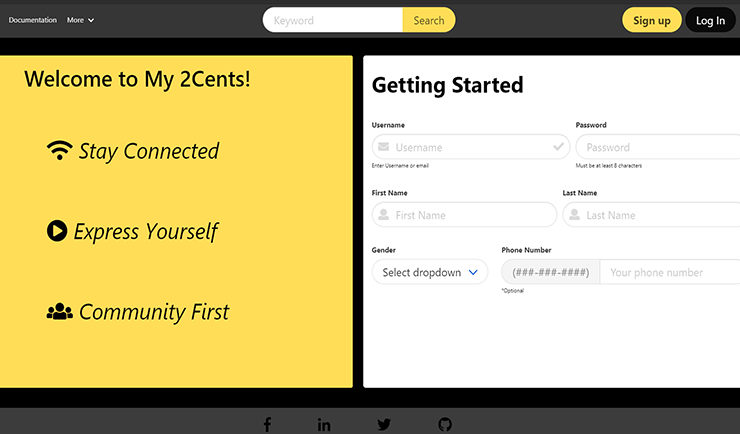 Documentation More Keyword Search Sign up Log In
Welcome to My 2Cents!
Stay Connected
Express Yourself
Community First
Getting Started
Username Password
Username Password
Enter Username or email Must be at least 8 characters
First Name Last Name
First Name Last Name
Gender Phone Number
Select dropdown (###-###-####) Your phone number
*Optional